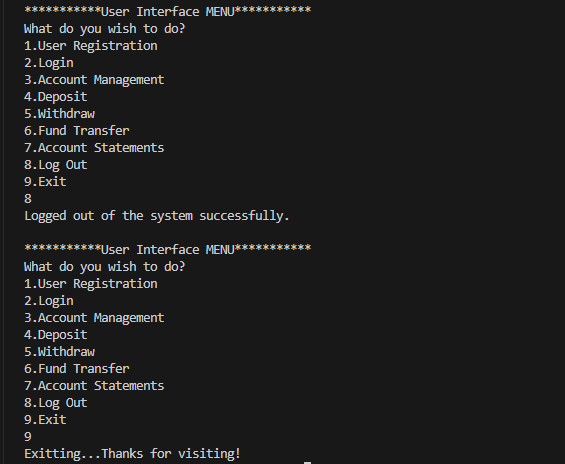 ***********User Interface MENU***********
What do you wish to do?
1.User Registration
2.Login
3.Account Management
4.Deposit
5.Withdraw
6.Fund Transfer
7.Account Statements
8.Log Out
9.Exit
8
Logged out of the system successfully.
***********User Interface MENU***********
What do you wish to do?
1.User Registration
2.Login
3.Account Management
4.Deposit
5.Withdraw
6.Fund Transfer
7.Account Statements
8.Log Out
9.Exit
9
Exitting...Thanks for visiting!